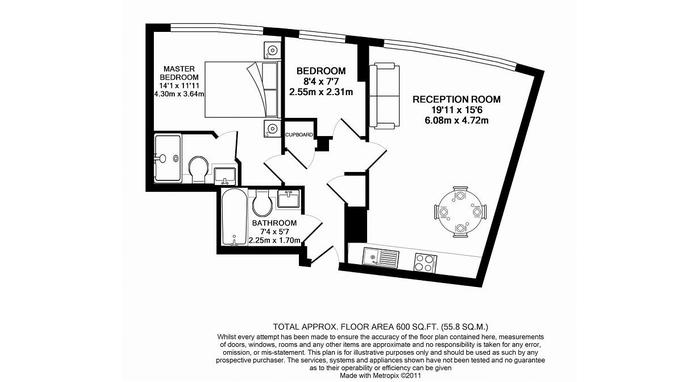 MASTER
BEDROOM
14'1 x 11'11
4.30m x 3.64m
BEDROOM
8'4 x 7'7
2.55m x 2.31m
RECEPTION ROOM
19'11 x 15'6
6.08m x 4.72m
CUPBOARD
BATHROOM
7'4 x 5'7
2.25m x 1.70m
TOTAL APPROX. FLOOR AREA 600 SQ.FT. (55.8 SQ.M.)
Whilst every attempt has been made to ensure the accuracy of the floor plan contained here, measurements
of doors, windows, rooms and any other items are approximate and no responsibility is taken for any error,
omission, or mis-statement. This plan is for illustrative purposes only and should be used as such by any
prospective purchaser. The services, systems and appliances shown have not been tested and no guarantee
as to their operability or efficiency can be given
Made with Metropix ©2011